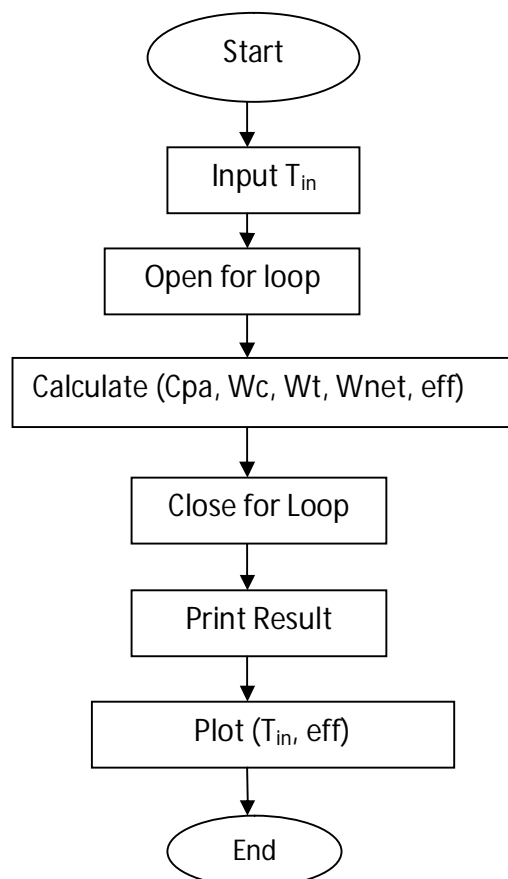 Start
Input Tin
Open for loop
Calculate (Cpa, Wc, Wt, Wnet, eff)
Close for Loop
Print Result
Plot (Tin, eff)
End